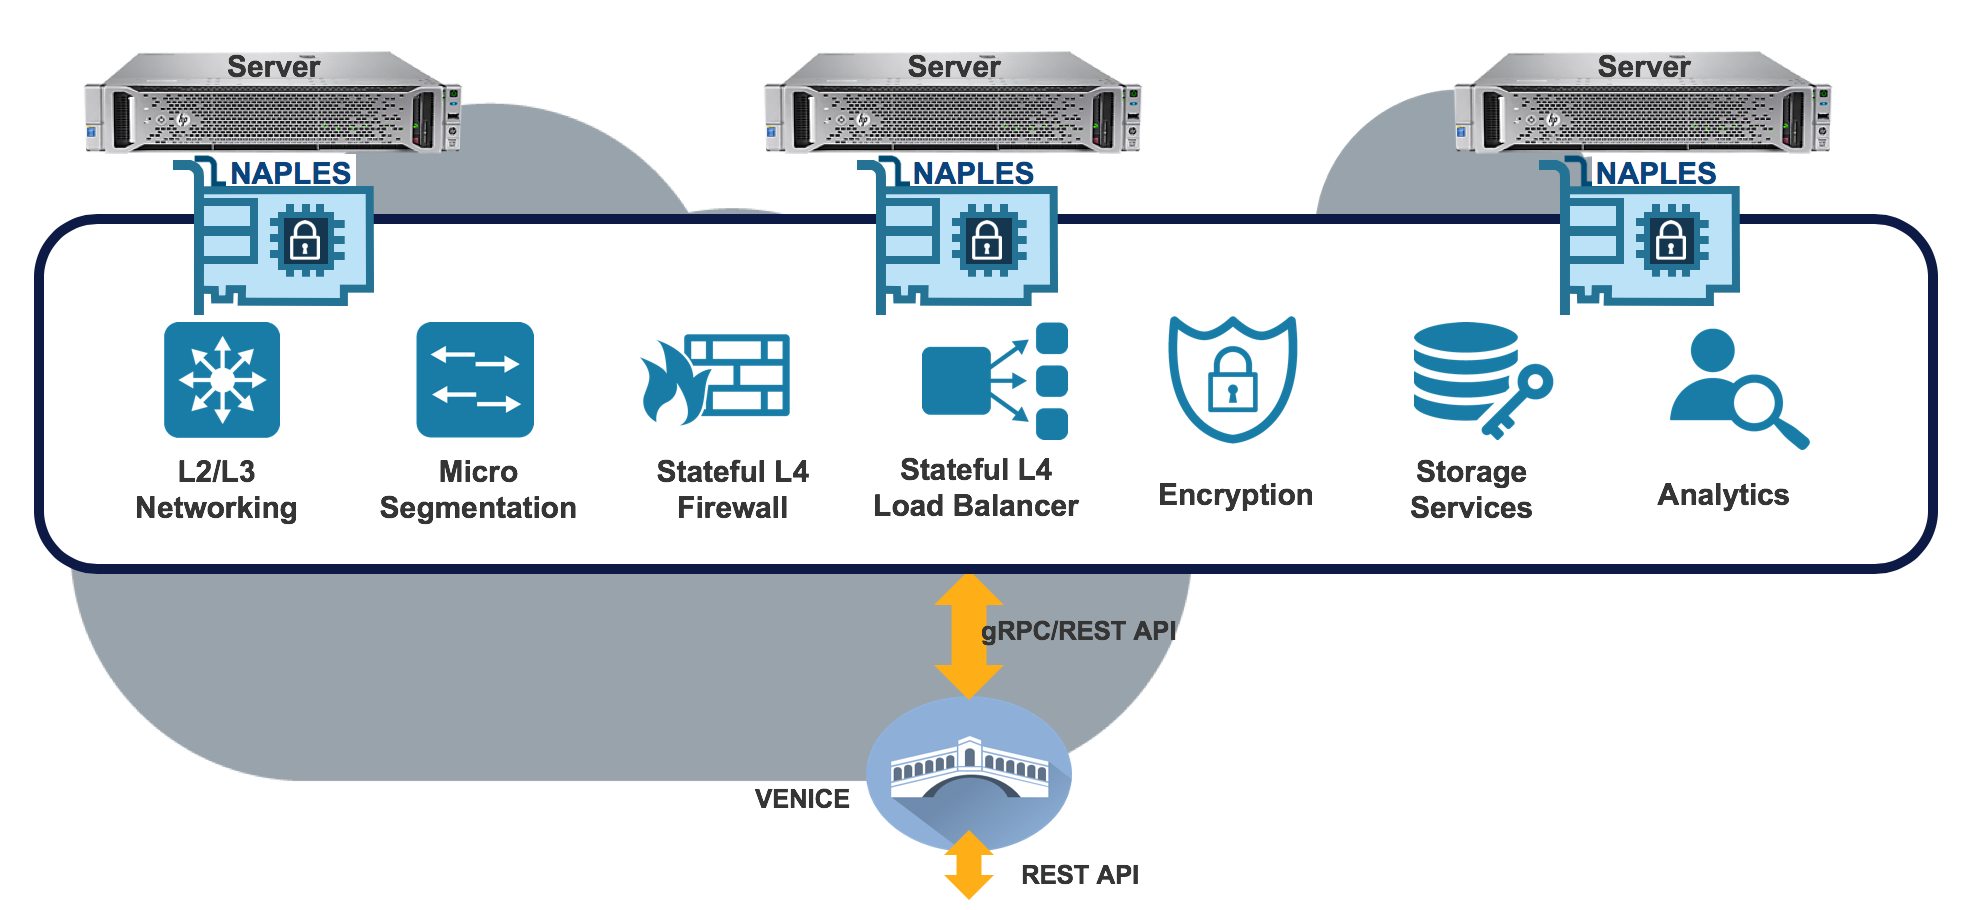 Server
Server
Server
NAPLES
NAPLES
NAPLES
L2/L3
Networking
Micro
Segmentation
Stateful L4
Firewall
Stateful L4
Load Balancer
Encryption
Storage
Services
Analytics
gRPC/REST API
VENICE
REST API